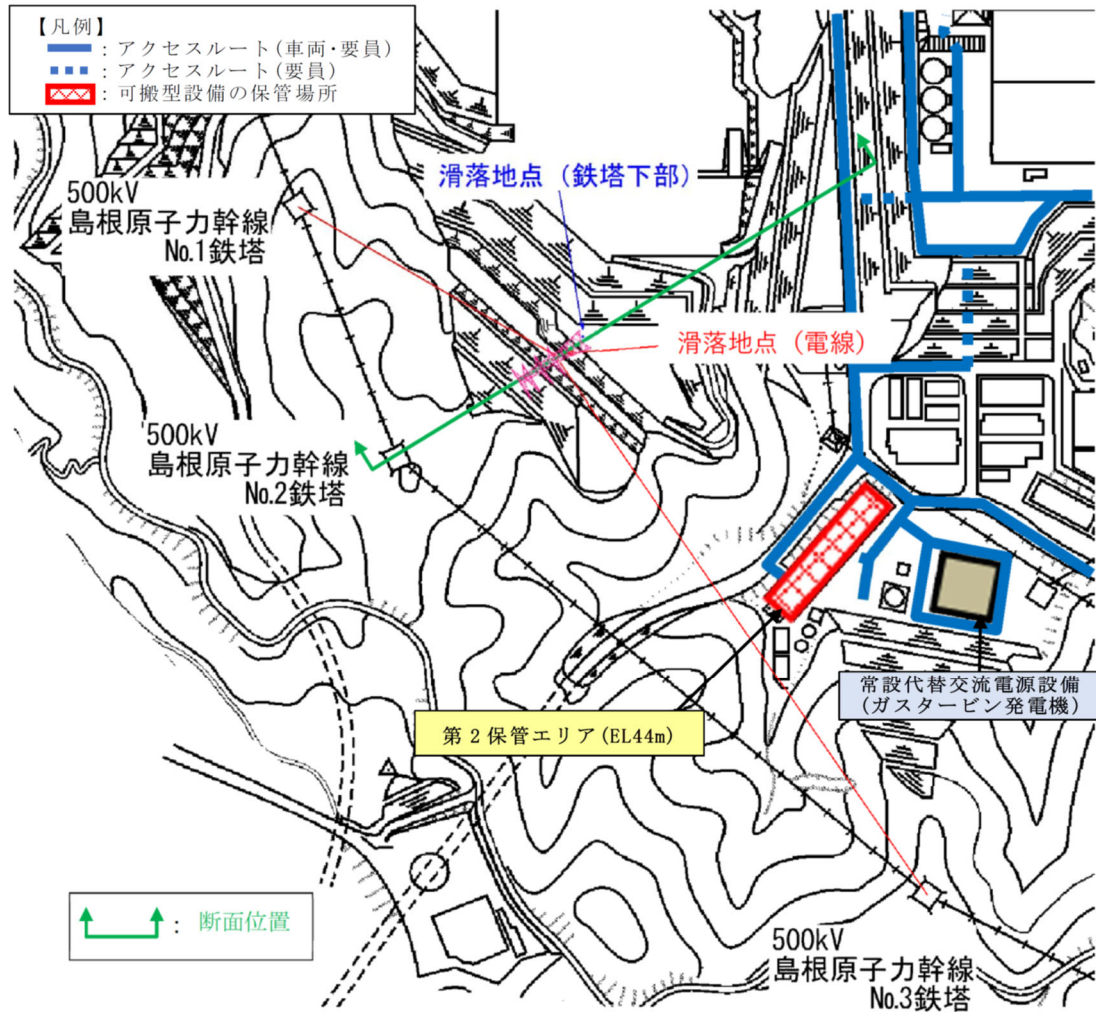 【凡例】
：アクセスルート(車両・要員)
：アクセスルート(要員)
：可搬型設備の保管場所
500kV
島根原子力幹線
No.1鉄塔
滑落地点（鉄塔下部）
滑落地点（電線）
500kV
島根原子力幹線
No.2鉄塔
常設代替交流電源設備
(ガスタービン発電機)
第2保管エリア(EL44m)
：断面位置
500kV
島根原子力幹線
No.3鉄塔